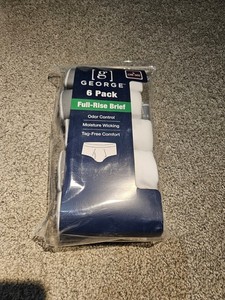 [g]
GEORGE
6 Pack
Full-Rise Brief
Odor Control
Moisture Wicking
Tag-Free Comfort